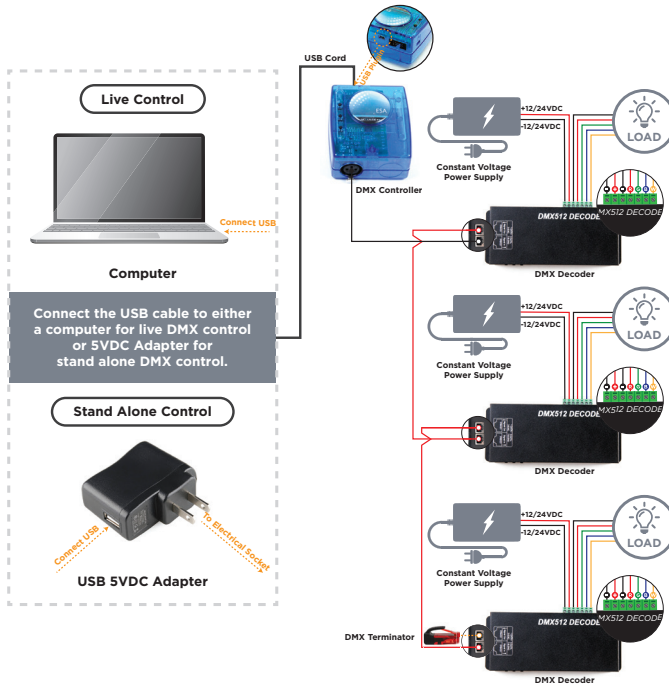 USB Cord
USB Plugin
ESA
DMX Controller
Live Control
Connect USB
Computer
Connect the USB cable to either
a computer for live DMX control
or 5VDC Adapter for
stand alone DMX control.
Stand Alone Control
Connect USB
To Electrical Socket
USB 5VDC Adapter
+12/24VDC
-12/24VDC
Constant Voltage
Power Supply
LOAD
DMX512 DECODE
MX512 DECODE
DMX Decoder
+12/24VDC
-12/24VDC
Constant Voltage
Power Supply
LOAD
DMX512 DECODE
MX512 DECODE
DMX Decoder
+12/24VDC
-12/24VDC
Constant Voltage
Power Supply
LOAD
DMX512 DECODE
MX512 DECODE
DMX Terminator
DMX Decoder